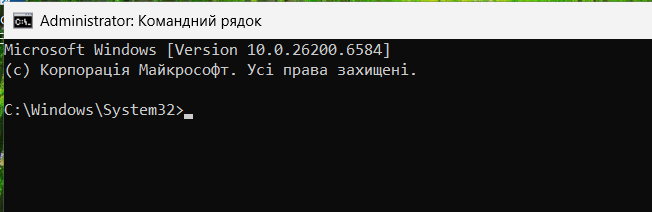 Administrator: Командний рядок
Microsoft Windows [Version 10.0.26200.6584]
(c) Корпорація Майкрософт. Усі права захищені.
C:\Windows\System32>